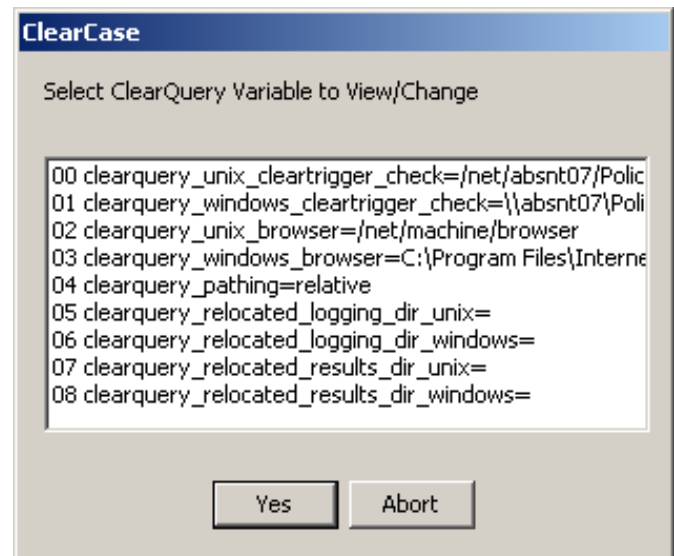 ClearCase
Select ClearQuery Variable to View/Change
00 clearquery_unix_cleartrigger_check=/net/absnt07/Polic
01 clearquery_windows_cleartrigger_check=\\absnt07\Poli
02 clearquery_unix_browser=/net/machine/browser
03 clearquery_windows_browser=C:\Program Files\Interne
04 clearquery_pathing=relative
05 clearquery_relocated_logging_dir_unix=
06 clearquery_relocated_logging_dir_windows=
07 clearquery_relocated_results_dir_unix=
08 clearquery_relocated_results_dir_windows=
Yes Abort